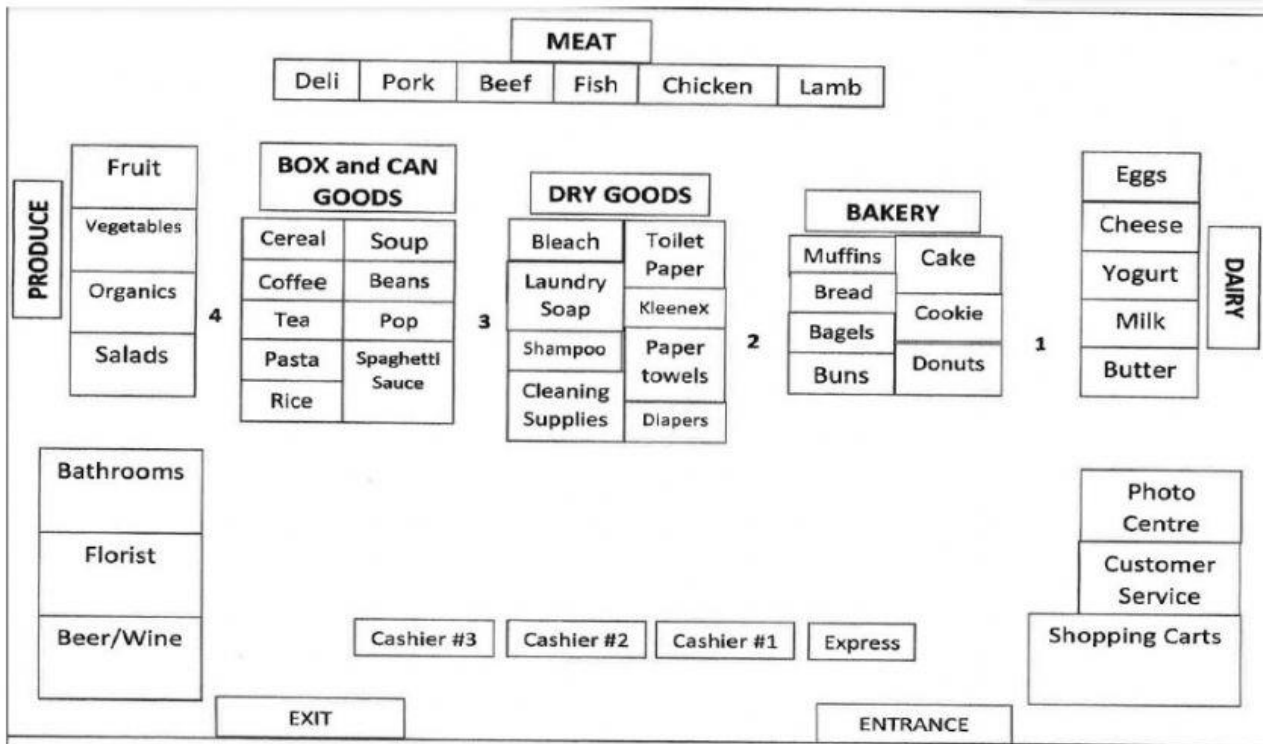 MEAT
Deli Pork Beef Fish Chicken Lamb
PRODUCE
Fruit
Vegetables
Organics
Salads
4
BOX and CAN
GOODS
Cereal Soup
Coffee Beans
Tea Pop
Pasta Spaghetti
Sauce
Rice
3
DRY GOODS
Bleach
Laundry
Soap
Shampoo
Cleaning
Supplies
Toilet
Paper
Kleenex
Paper
towels
Diapers
2
BAKERY
Muffins
Bread
Bagels
Buns
Cake
Cookie
Donuts
1
Eggs
Cheese
Yogurt
Milk
Butter
DAIRY
Bathrooms
Florist
Beer/Wine
Photo
Centre
Customer
Service
Shopping Carts
Cashier #3 Cashier #2 Cashier #1 Express
EXIT
ENTRANCE